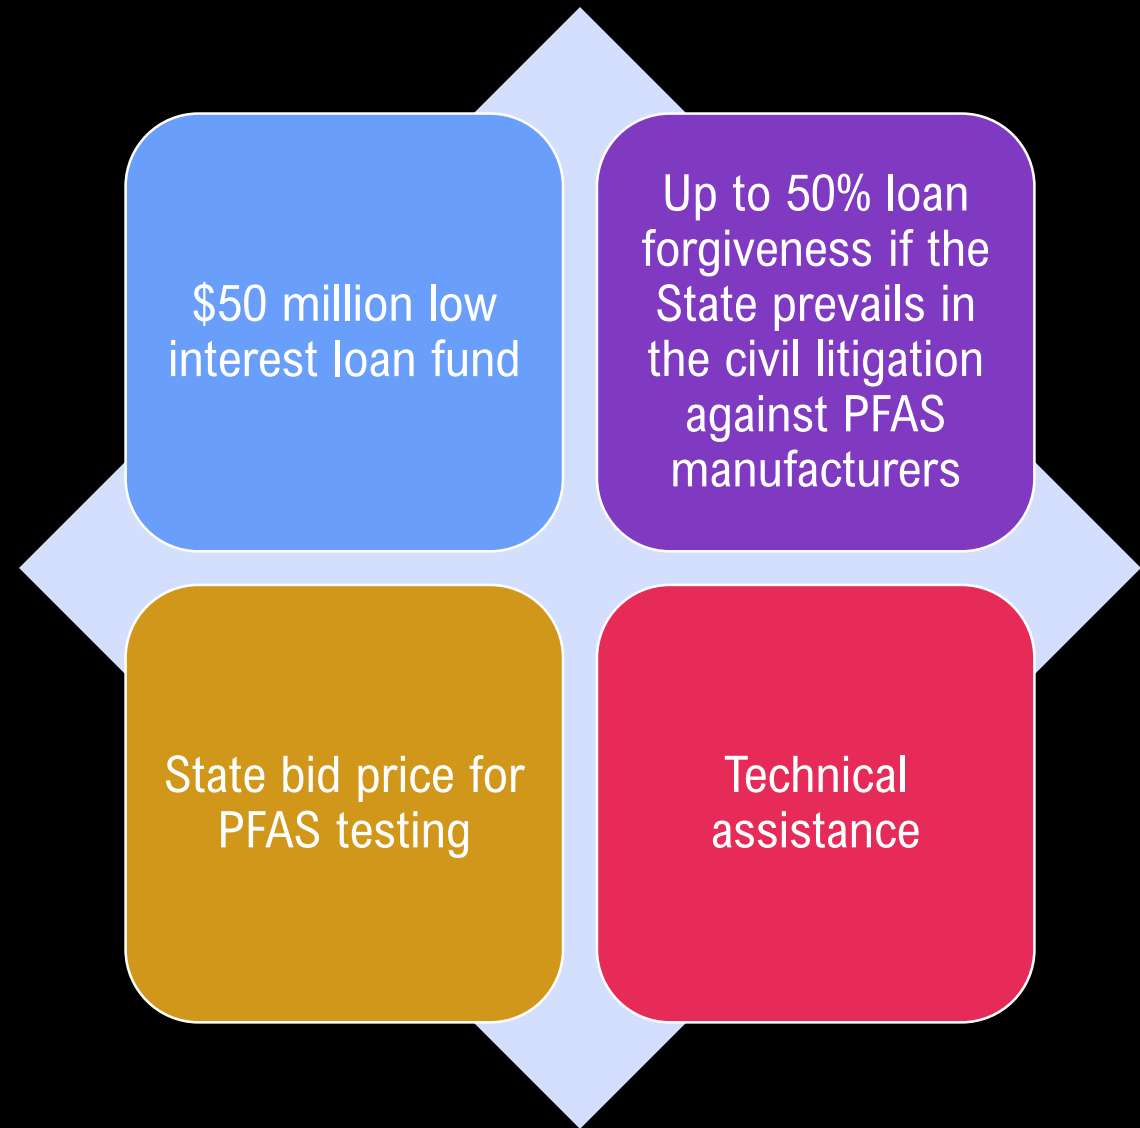 $50 million low
interest loan fund
Up to 50% loan
forgiveness if the
State prevails in
the civil litigation
against PFAS
manufacturers
State bid price for
PFAS testing
Technical
assistance